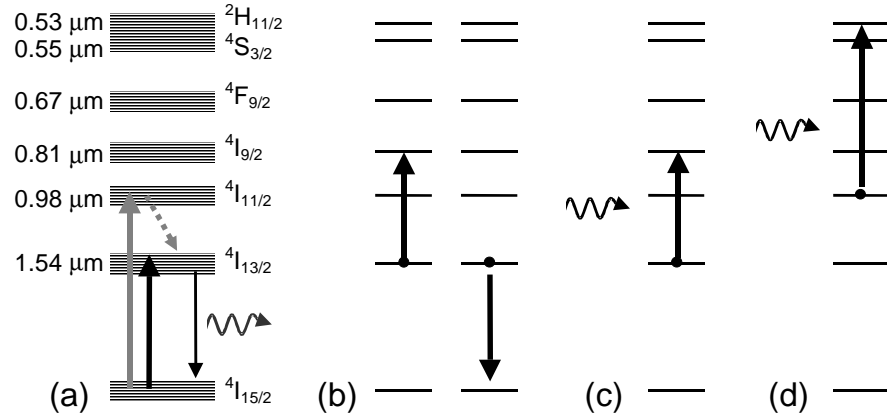 0.53 μm ²H₁₁/₂
0.55 μm ⁴S₃/₂
0.67 μm ⁴F₉/₂
0.81 μm ⁴I₉/₂
0.98 μm ⁴I₁₁/₂
1.54 μm ⁴I₁₃/₂
(a) ⁴I₁₅/₂ (b) (c) (d)